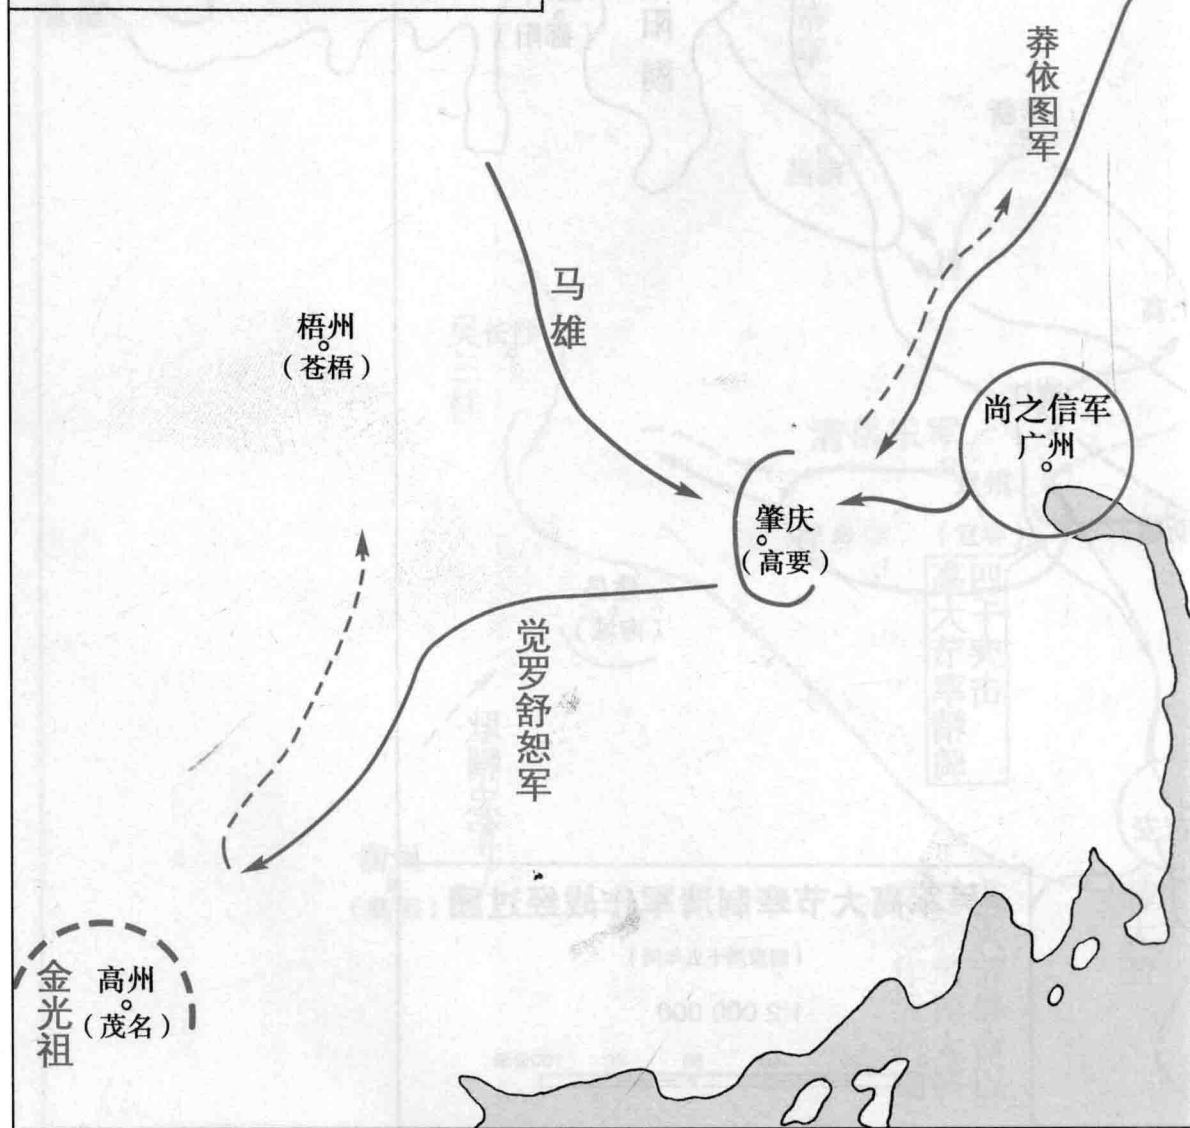 莽依图军
马雄
梧州
（苍梧）
尚之信军
广州
肇庆
（高要）
觉罗舒恕军
金光祖
高州
（茂名）